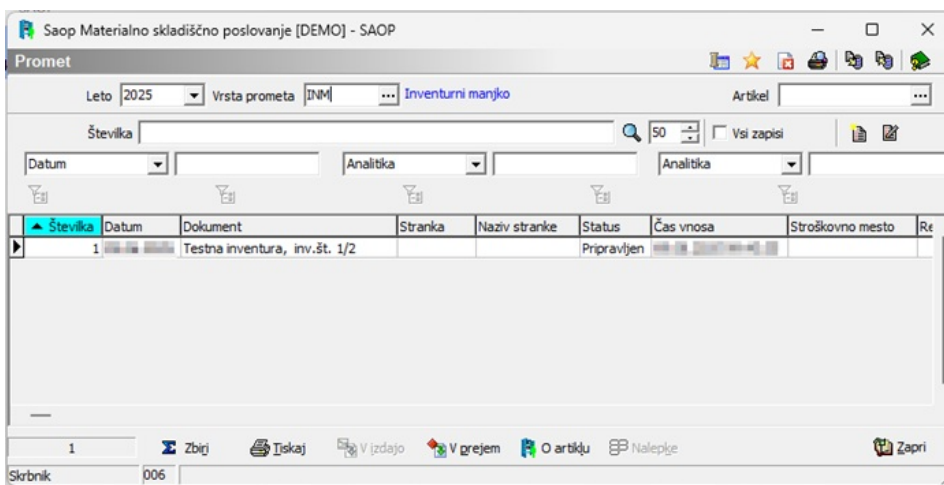 Saop Materialno skladiščno poslovanje [DEMO] - SAOP
Promet
Leto 2025 Vrsta prometa INM ... Inventurni manjko Artikel ...
Številka 50 Vsi zapisi
Datum Analitika Analitika
Številka Datum Dokument Stranka Naziv stranke Status Čas vnosa Stroškovno mesto Re
1 Testna inventura, inv.št. 1/2 Pripravljen
1 Zbirj Tiskaj V izdajo V prejem O artiklu Nalepke Zapri
Skrbnik 006